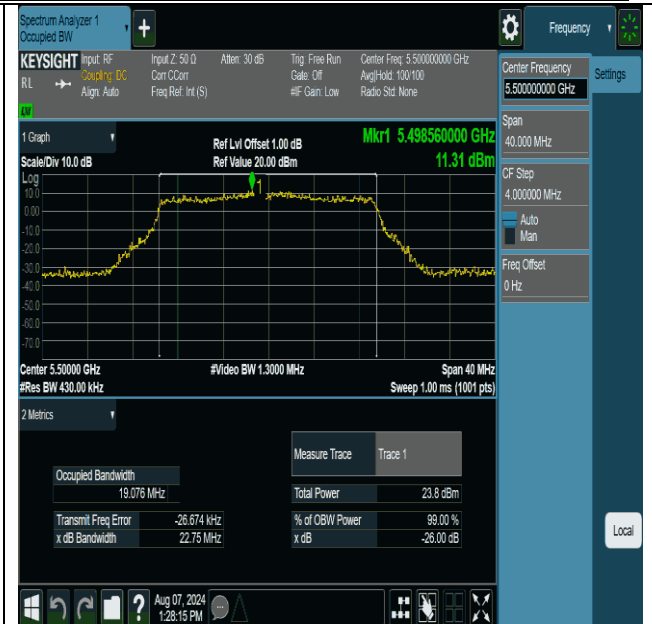 Spectrum Analyzer 1
Occupied BW
+
Frequency
KEYSIGHT Input: RF Input Z: 50 Ω Atten: 30 dB Trig: Free Run Center Freq: 5.500000000 GHz
RL Coupling: DC Corr CCorr Gate: Off Avg|Hold: 100/100
Align: Auto Freq Ref: Int (S) #IF Gain: Low Radio Std: None
Center Frequency
5.500000000 GHz
Settings
Span
40.000 MHz
CF Step
4.000000 MHz
Auto
Man
Freq Offset
0 Hz
1 Graph
Ref Lvl Offset 1.00 dB
Mkr1 5.498560000 GHz
Scale/Div 10.0 dB
Ref Value 20.00 dBm
11.31 dBm
Log
1
10.0
0.00
-10.0
-20.0
-30.0
-40.0
-50.0
-60.0
-70.0
Center 5.50000 GHz #Video BW 1.3000 MHz Span 40 MHz
#Res BW 430.00 kHz Sweep 1.00 ms (1001 pts)
2 Metrics
Measure Trace Trace 1
Occupied Bandwidth
19.076 MHz
Total Power 23.8 dBm
Transmit Freq Error -26.674 kHz % of OBW Power 99.00 %
x dB Bandwidth 22.75 MHz x dB -26.00 dB
Local
? Aug 07, 2024
1:28:15 PM